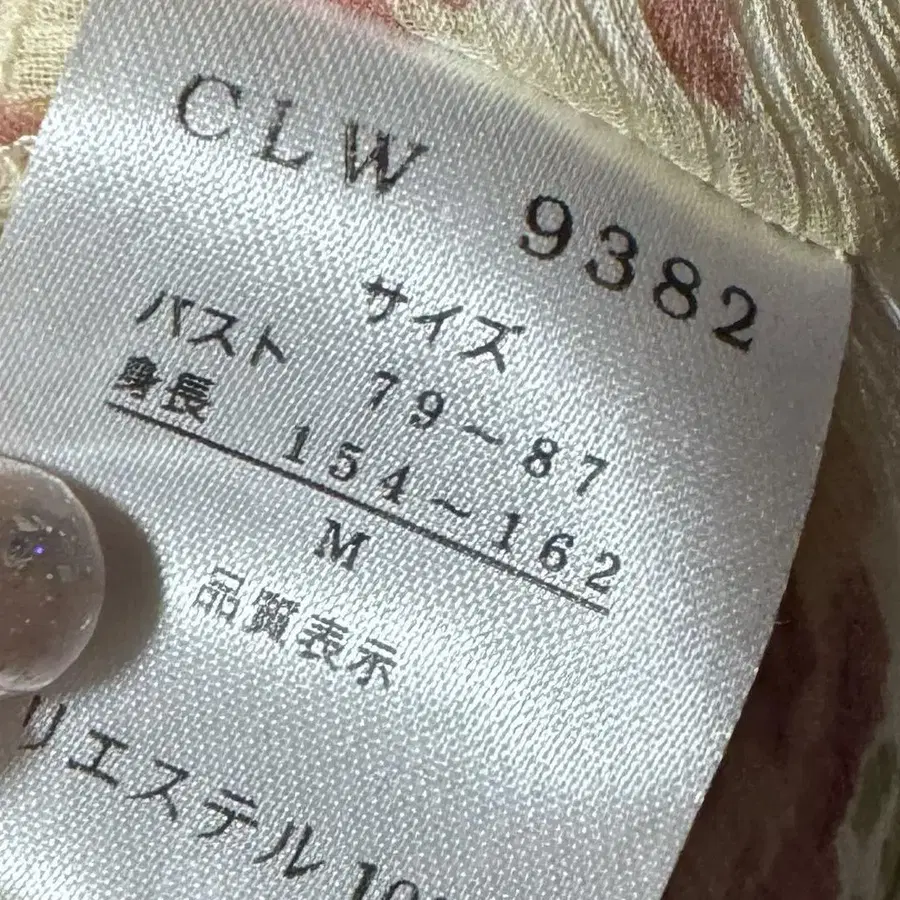 CLW 9382
サイズ
バスト 79~87
身長 154~162
M
品質表示
リエステル 10